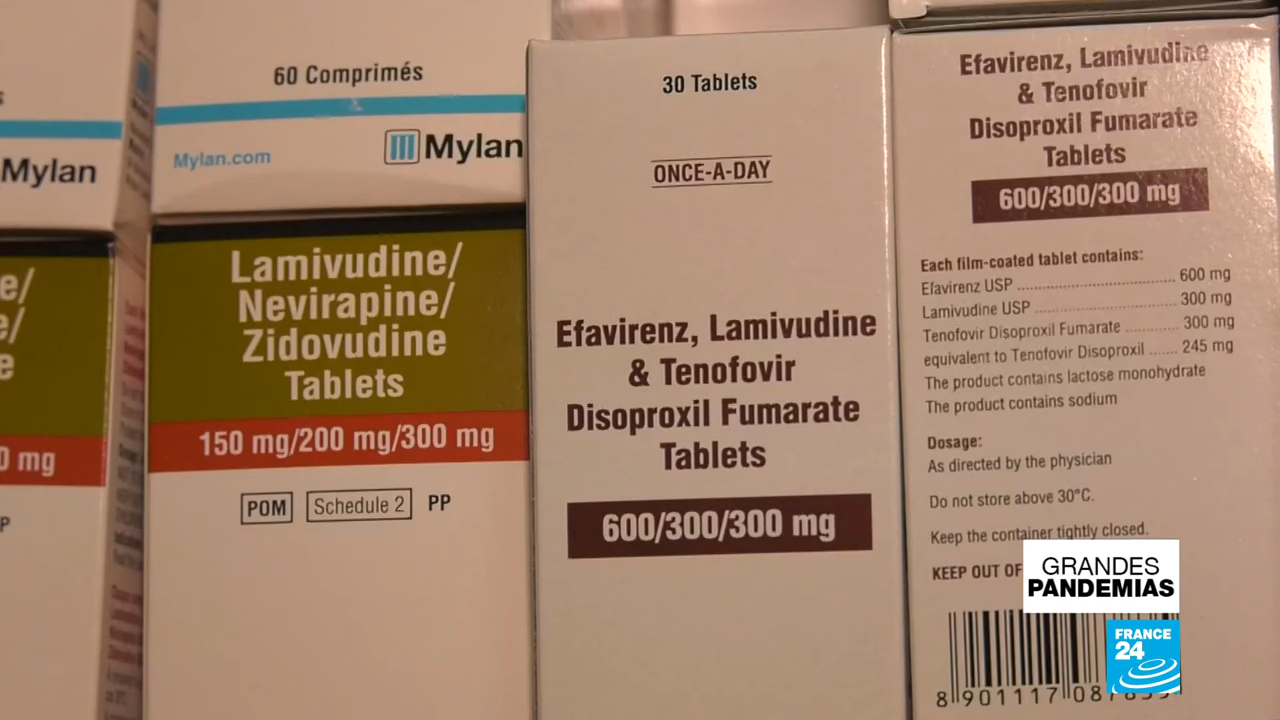 Mylan
e/
e/
e
0 mg
P
60 Comprimés
Mylan.com
Mylan
Lamivudine/
Nevirapine/
Zidovudine
Tablets
150 mg/200 mg/300 mg
POM Schedule 2 PP
30 Tablets
ONCE-A-DAY
Efavirenz, Lamivudine
& Tenofovir
Disoproxil Fumarate
Tablets
600/300/300 mg
Efavirenz, Lamivudine
& Tenofovir
Disoproxil Fumarate
Tablets
600/300/300 mg
Each film-coated tablet contains:
Efavirenz USP ........................................ 600 mg
Lamivudine USP ..................................... 300 mg
Tenofovir Disoproxil Fumarate ............ 300 mg
equivalent to Tenofovir Disoproxil ...... 245 mg
The product contains lactose monohydrate
The product contains sodium
Dosage:
As directed by the physician
Do not store above 30°C.
Keep the container tightly closed.
KEEP OUT OF
GRANDES
PANDEMIAS
FRANCE
24
8 901117 087